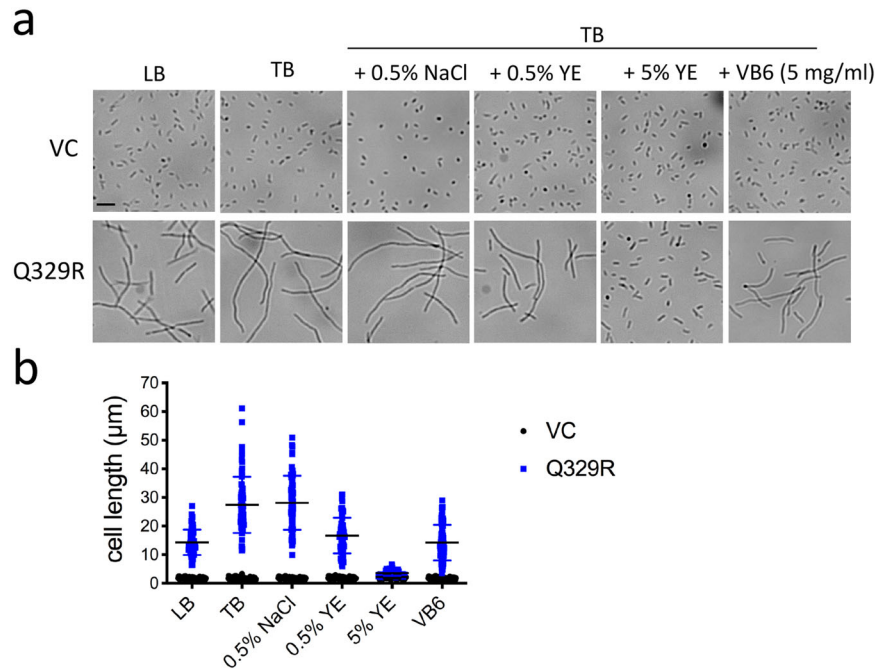 a
TB
LB TB + 0.5% NaCl + 0.5% YE + 5% YE + VB6 (5 mg/ml)
VC
Q329R
b
cell length (µm)
70
60
50
40
30
20
10
0
LB TB 0.5% NaCl 0.5% YE 5% YE VB6
VC
Q329R